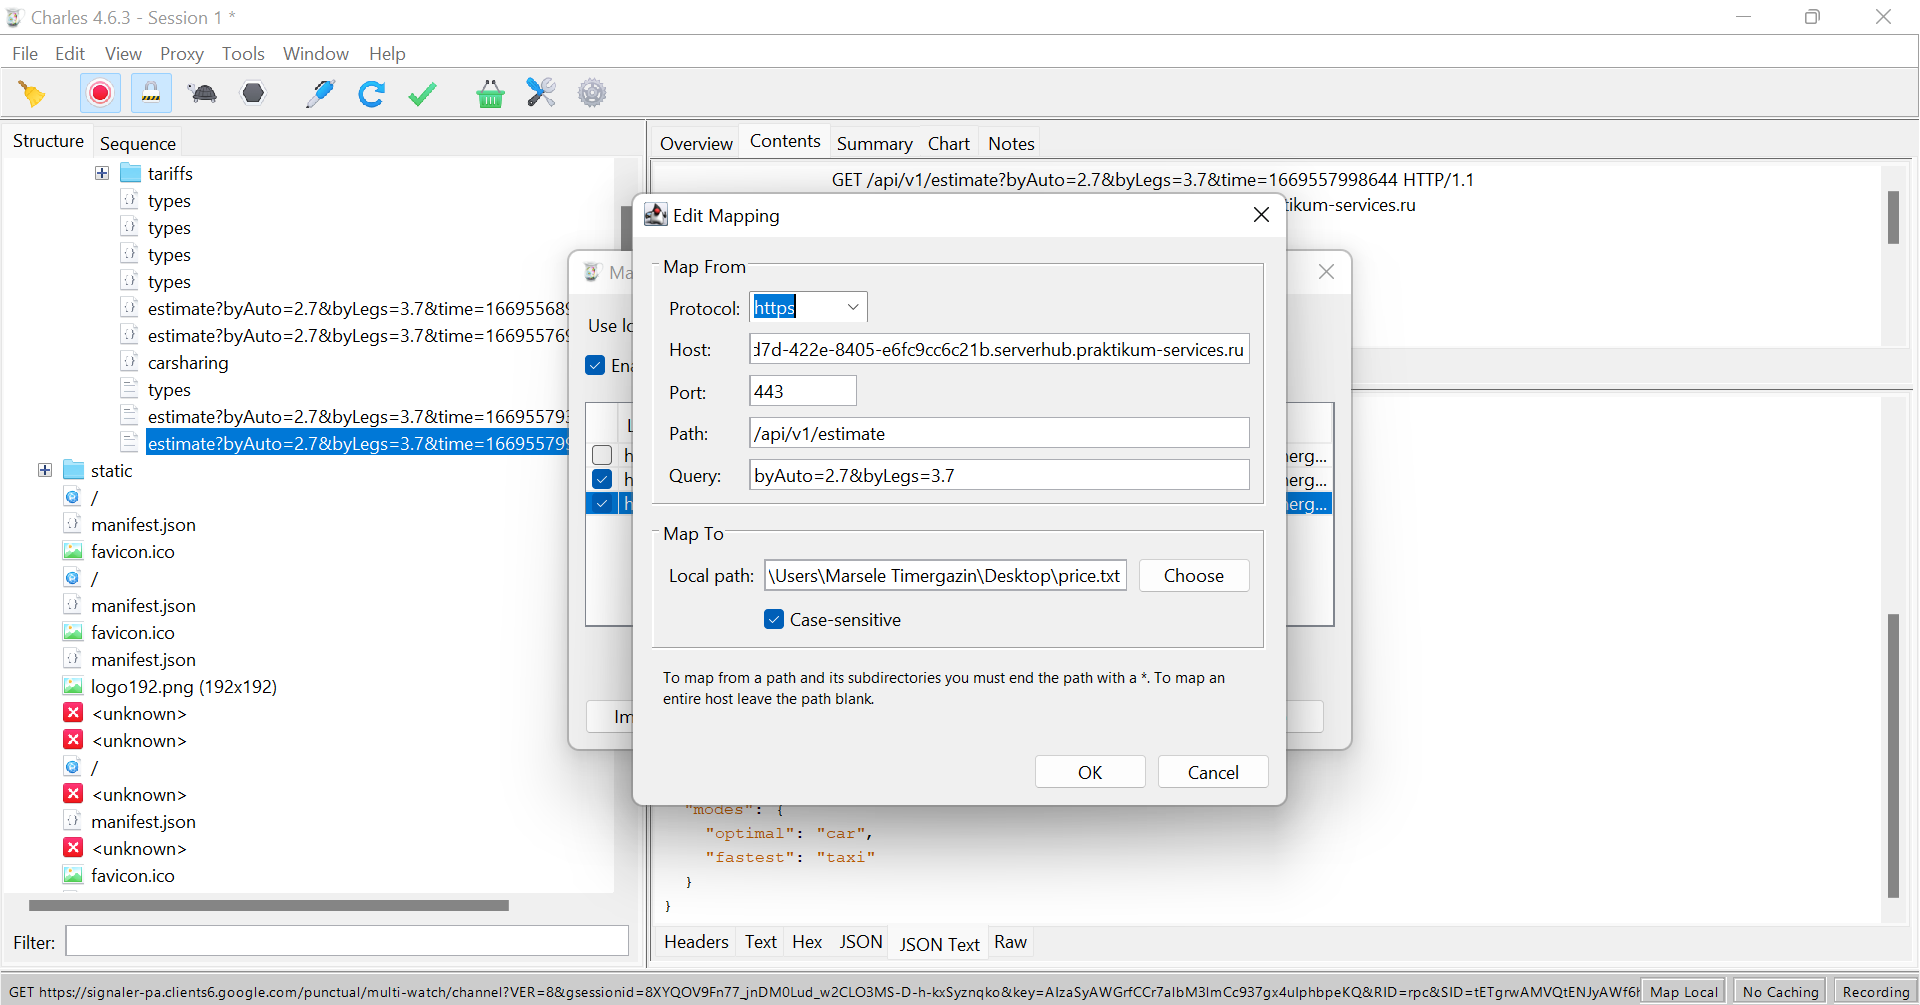 Charles 4.6.3 - Session 1 *
File Edit View Proxy Tools Window Help
Structure Sequence
tariffs
types
types
types
types
estimate?byAuto=2.7&byLegs=3.7&time=16695568
estimate?byAuto=2.7&byLegs=3.7&time=16695576
carsharing
types
estimate?byAuto=2.7&byLegs=3.7&time=16695579
estimate?byAuto=2.7&byLegs=3.7&time=16695579
static
/
manifest.json
favicon.ico
/
manifest.json
favicon.ico
manifest.json
logo192.png (192x192)
<unknown>
<unknown>
/
<unknown>
manifest.json
<unknown>
favicon.ico
Filter:
Overview Contents Summary Chart Notes
GET /api/v1/estimate?byAuto=2.7&byLegs=3.7&time=1669557998644 HTTP/1.1
ikum-services.ru
Ma
Use lo
Ena
L
h
h
h
erg...
erg...
erg...
Im
Edit Mapping
Map From
Protocol: https
Host: d7d-422e-8405-e6fc9cc6c21b.serverhub.praktikum-services.ru
Port: 443
Path: /api/v1/estimate
Query: byAuto=2.7&byLegs=3.7
Map To
Local path: \Users\Marsele Timergazin\Desktop\price.txt Choose
Case-sensitive
To map from a path and its subdirectories you must end the path with a *. To map an
entire host leave the path blank.
OK Cancel
"modes": {
"optimal": "car",
"fastest": "taxi"
}
}
Headers Text Hex JSON JSON Text Raw
GET https://signaler-pa.clients6.google.com/punctual/multi-watch/channel?VER=8&gsessionid=8XYQOV9Fn77_jnDM0Lud_w2CLO3MS-D-h-kxSyznqko&key=AIzaSyAWGrfCCr7albM3lmCc937gx4uIphbpeKQ&RID=rpc&SID=tETgrwAMVQtENJyAWf6 Map Local No Caching Recording